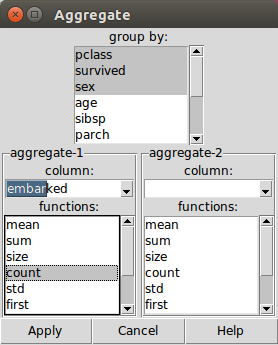 Aggregate
group by:
pclass
survived
sex
age
sibsp
parch
aggregate-1
column:
embarked
functions:
mean
sum
size
count
std
first
aggregate-2
column:
functions:
mean
sum
size
count
std
first
Apply Cancel Help